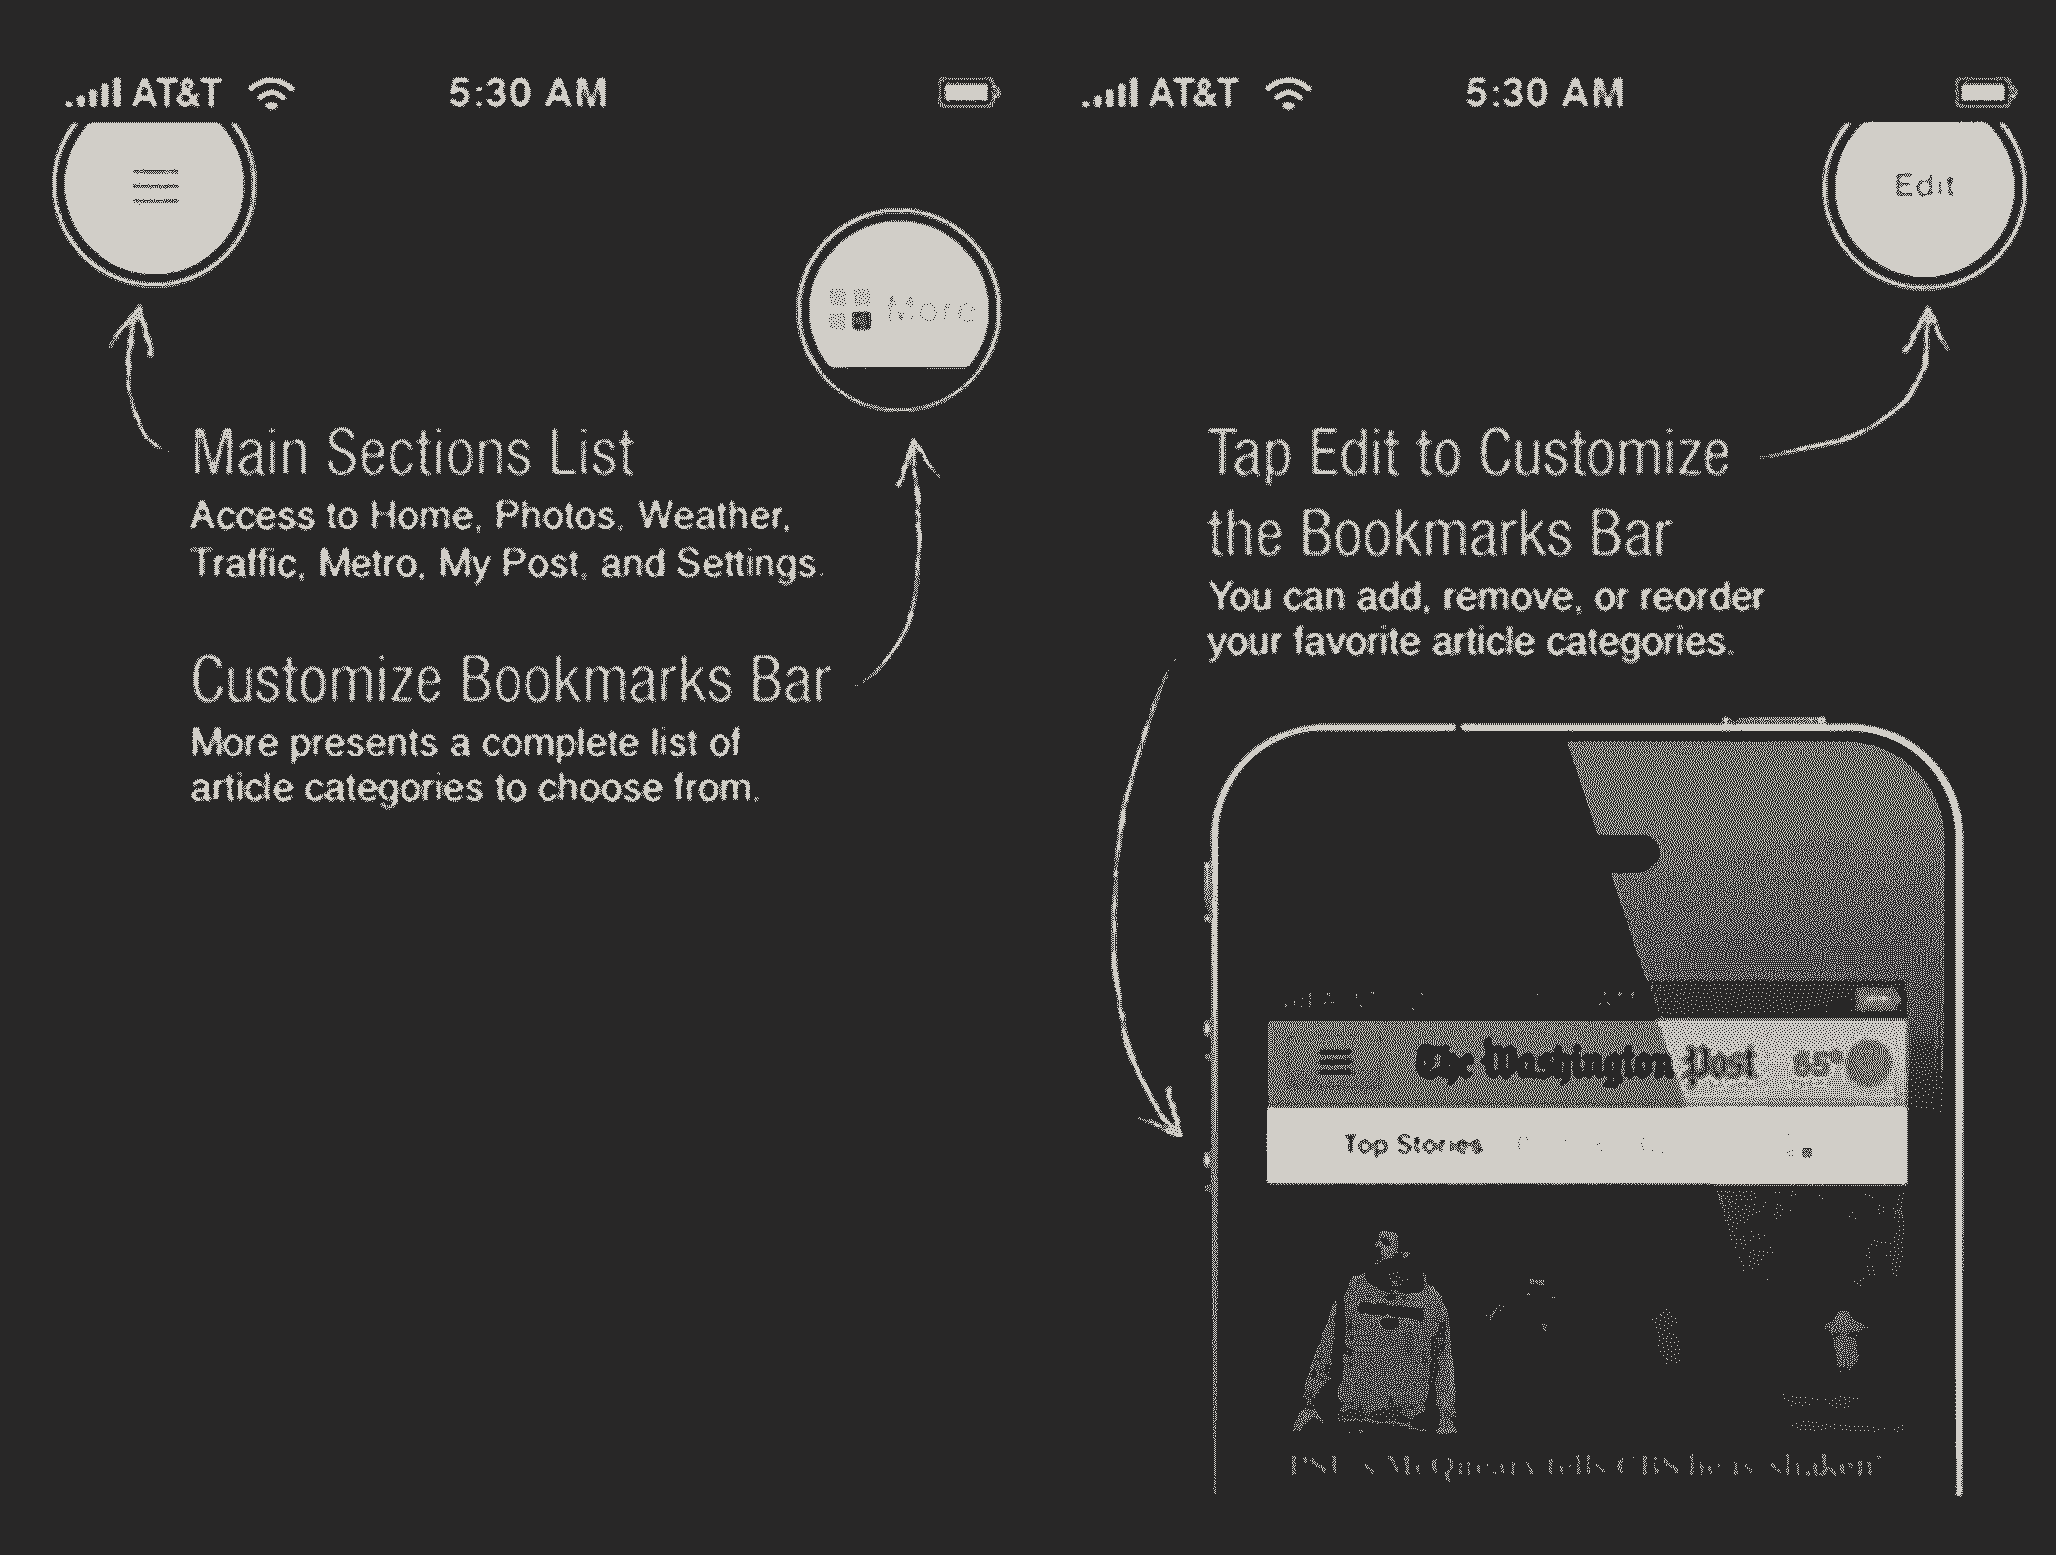 AT&T 5:30 AM
More
Main Sections List
Access to Home, Photos, Weather,
Traffic, Metro, My Post, and Settings.
Customize Bookmarks Bar
More presents a complete list of
article categories to choose from.
AT&T 5:30 AM
Edit
Tap Edit to Customize
the Bookmarks Bar
You can add, remove, or reorder
your favorite article categories.
The Washington Post
Top Stories
McQueary tells CBS he is 'shaken'